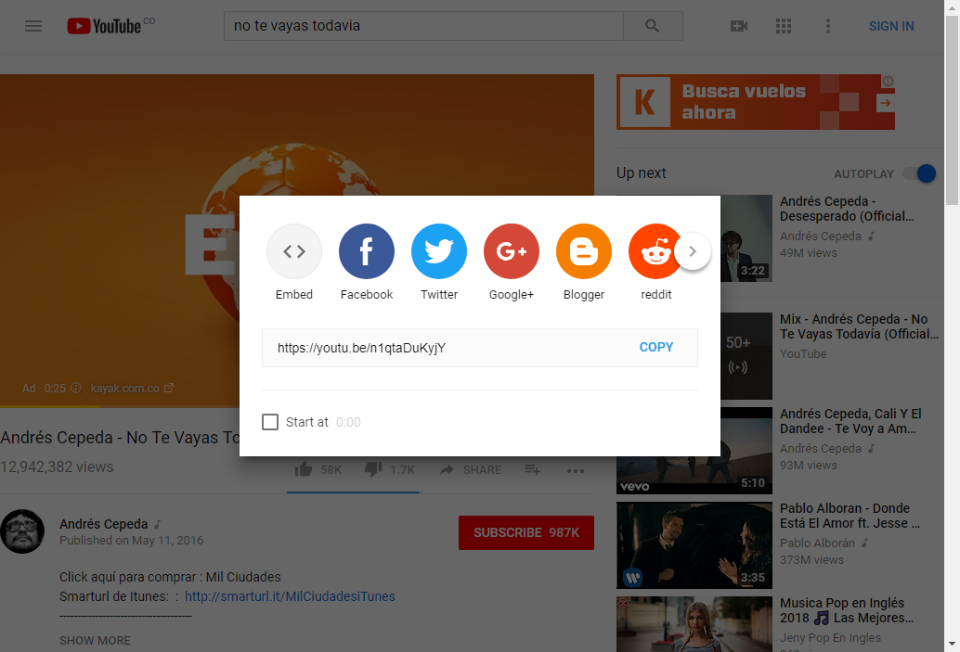 YouTube CO
no te vayas todavia
SIGN IN
K
Busca vuelos
ahora
Up next
AUTOPLAY
E
Ad · 0:25
kayak.com.co
Embed
Facebook
Twitter
G+
Google+
Blogger
reddit
https://youtu.be/n1qtaDuKyjY
COPY
Start at 0:00
Andrés Cepeda - No Te Vayas To
12,942,382 views
58K
1.7K
SHARE
Andrés Cepeda
Published on May 11, 2016
SUBSCRIBE 987K
Click aquí para comprar : Mil Ciudades
Smarturl de Itunes: : http://smarturl.it/MilCiudadesiTunes
----------------------------------------
SHOW MORE
3:22
Andrés Cepeda -
Desesperado (Official...
Andrés Cepeda
49M views
50+
Mix - Andrés Cepeda - No
Te Vayas Todavía (Official...
YouTube
vevo
5:10
Andrés Cepeda, Cali Y El
Dandee - Te Voy a Am...
Andrés Cepeda
93M views
3:35
Pablo Alboran - Donde
Está El Amor ft. Jesse ...
Pablo Alborán
373M views
Musica Pop en Inglés
2018 🎵 Las Mejores...
Jeny Pop En Ingles